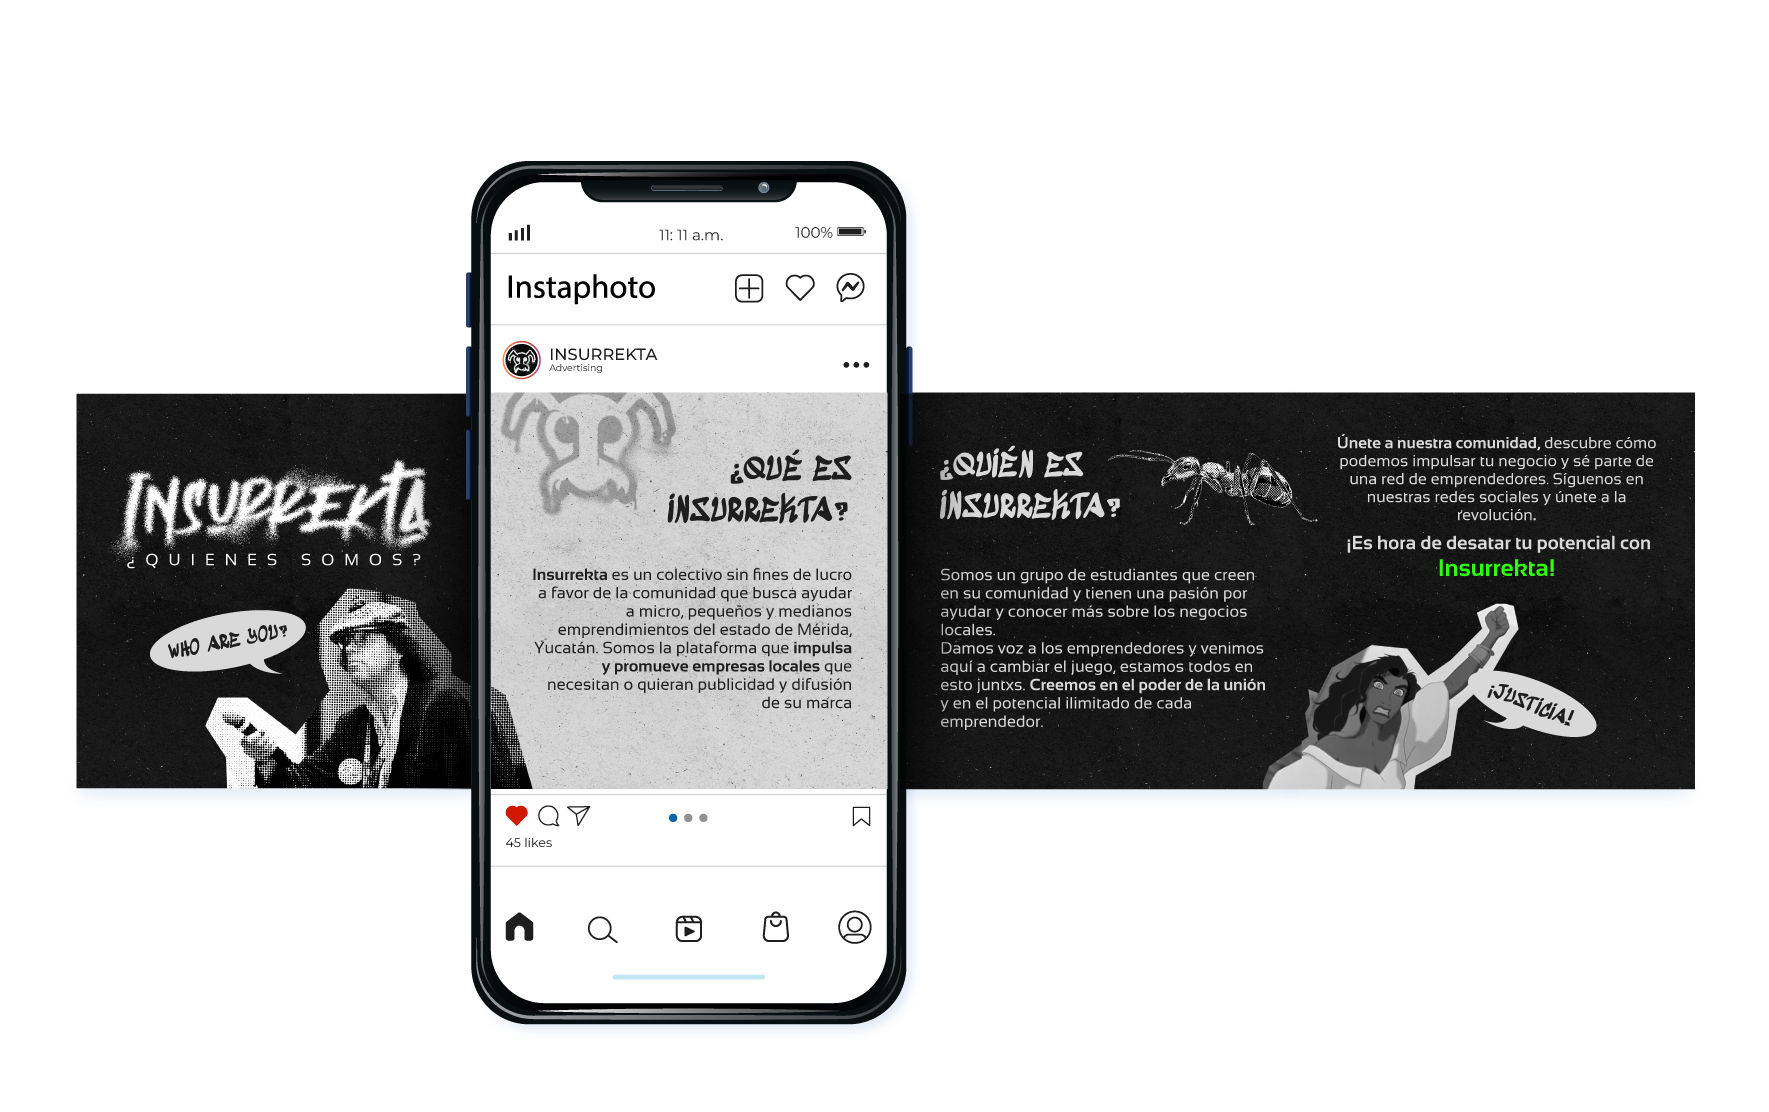 11: 11 a.m.
100%
Instaphoto
INSURREKTA
Advertising
INSURREKTA
¿QUIENES SOMOS?
WHO ARE YOU?
¿QUÉ ES
INSURREKTA?
Insurrekta es un colectivo sin fines de lucro
a favor de la comunidad que busca ayudar
a micro, pequeños y medianos
emprendimientos del estado de Mérida,
Yucatán. Somos la plataforma que impulsa
y promueve empresas locales que
necesitan o quieran publicidad y difusión
de su marca
¿QUIÉN ES
INSURREKTA?
Somos un grupo de estudiantes que creen
en su comunidad y tienen una pasión por
ayudar y conocer más sobre los negocios
locales.
Damos voz a los emprendedores y venimos
aquí a cambiar el juego, estamos todos en
esto juntxs. Creemos en el poder de la unión
y en el potencial ilimitado de cada
emprendedor.
Únete a nuestra comunidad, descubre cómo
podemos impulsar tu negocio y sé parte de
una red de emprendedores. Síguenos en
nuestras redes sociales y únete a la
revolución.
¡Es hora de desatar tu potencial con
Insurrekta!
¡JUSTICIA!
45 likes